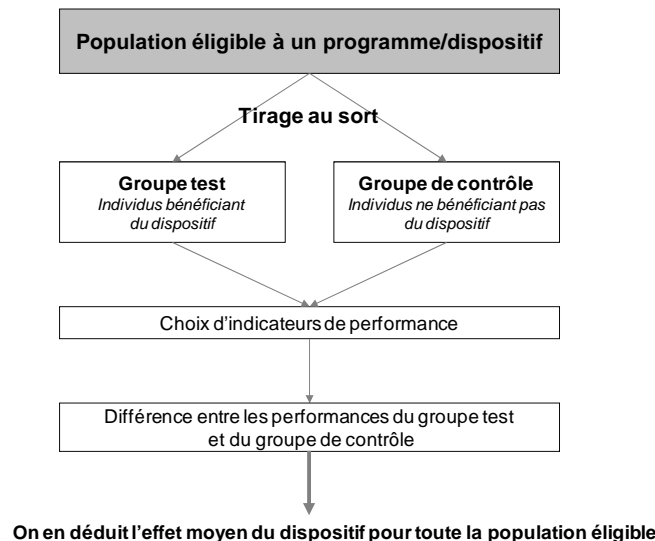 Population éligible à un programme/dispositif
Tirage au sort
Groupe test
Individus bénéficiant
du dispositif
Groupe de contrôle
Individus ne bénéficiant pas
du dispositif
Choix d'indicateurs de performance
Différence entre les performances du groupe test
et du groupe de contrôle
On en déduit l'effet moyen du dispositif pour toute la population éligible